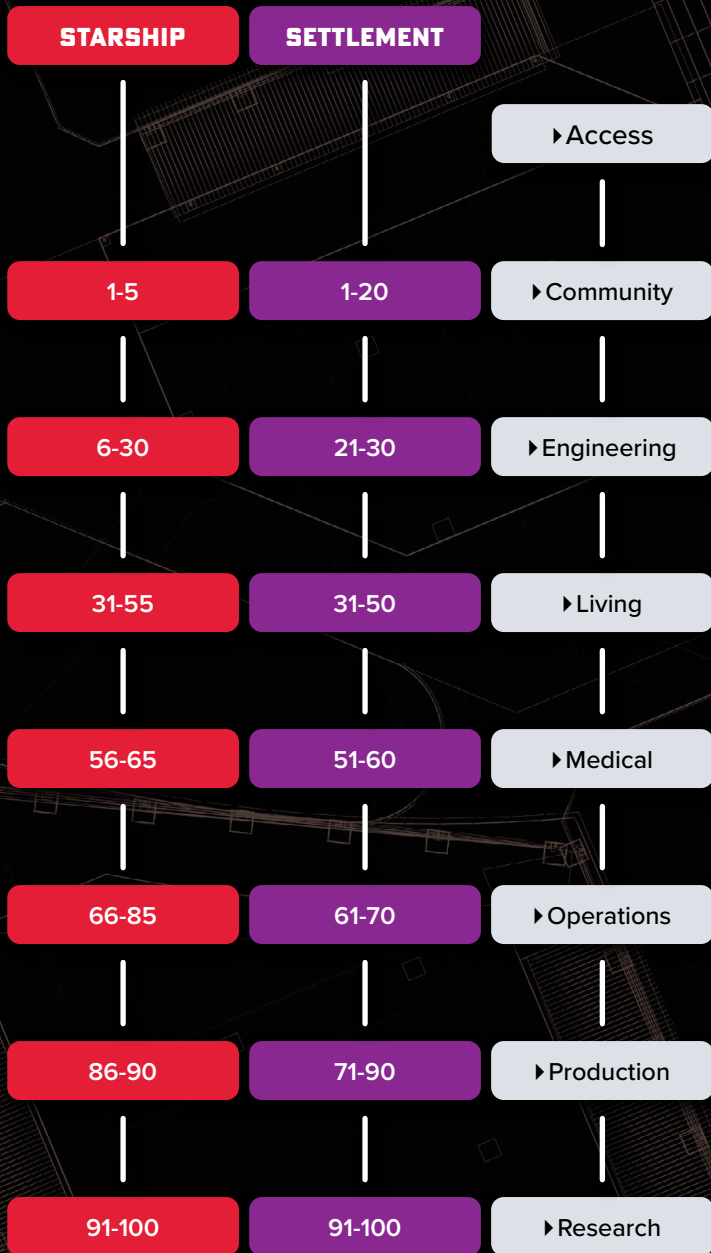 STARSHIP SETTLEMENT
▸Access
1-5 1-20 ▸Community
6-30 21-30 ▸Engineering
31-55 31-50 ▸Living
56-65 51-60 ▸Medical
66-85 61-70 ▸Operations
86-90 71-90 ▸Production
91-100 91-100 ▸Research